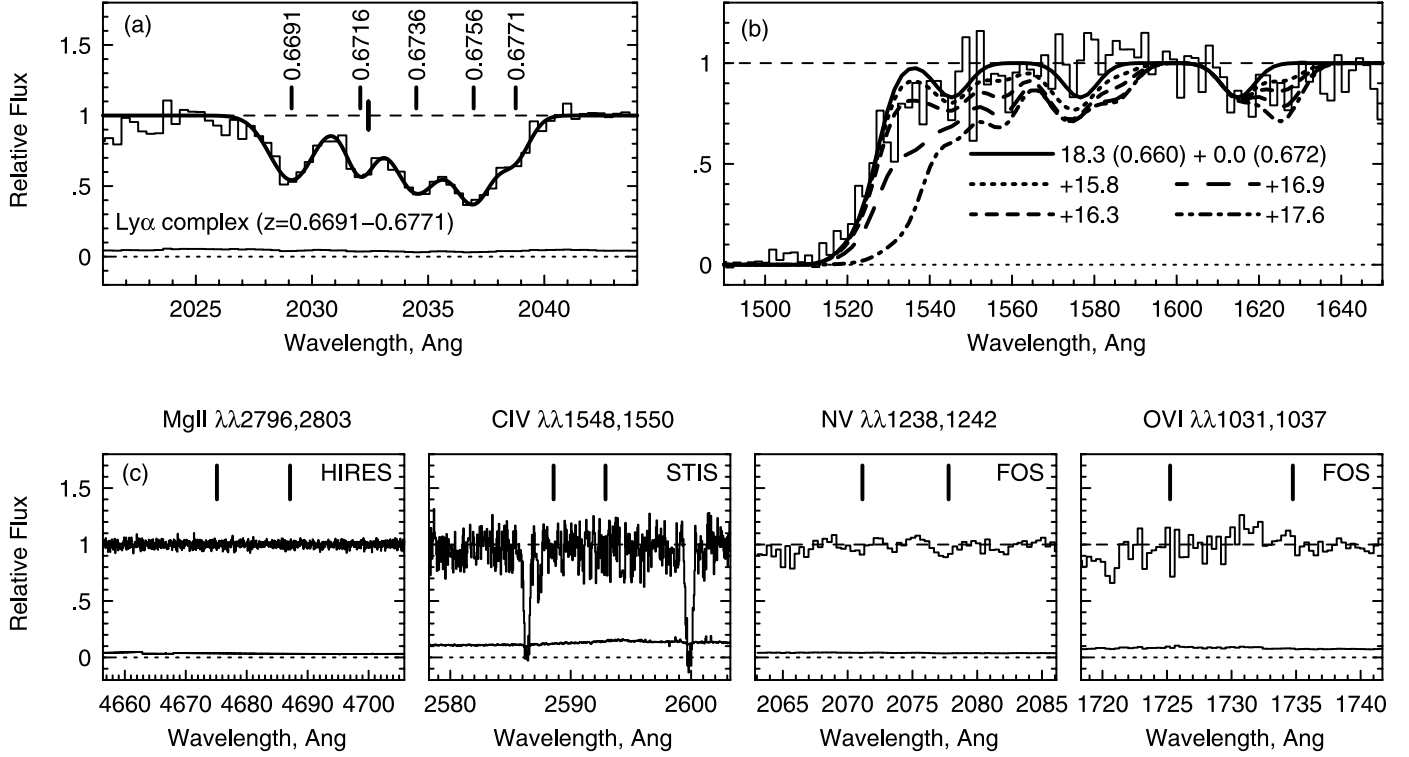 (a)
0.6691
0.6716
0.6736
0.6756
0.6771
1.5
1
.5
0
Relative Flux
Lyα complex (z=0.6691−0.6771)
2025 2030 2035 2040
Wavelength, Ang
(b)
1
.5
0
18.3 (0.660) + 0.0 (0.672)
+15.8 +16.9
+16.3 +17.6
1500 1520 1540 1560 1580 1600 1620 1640
Wavelength, Ang
MgII λλ2796,2803
(c) HIRES
1.5
1
.5
0
Relative Flux
4660 4670 4680 4690 4700
Wavelength, Ang
CIV λλ1548,1550
STIS
2580 2590 2600
Wavelength, Ang
NV λλ1238,1242
FOS
2065 2070 2075 2080 2085
Wavelength, Ang
OVI λλ1031,1037
FOS
1720 1725 1730 1735 1740
Wavelength, Ang